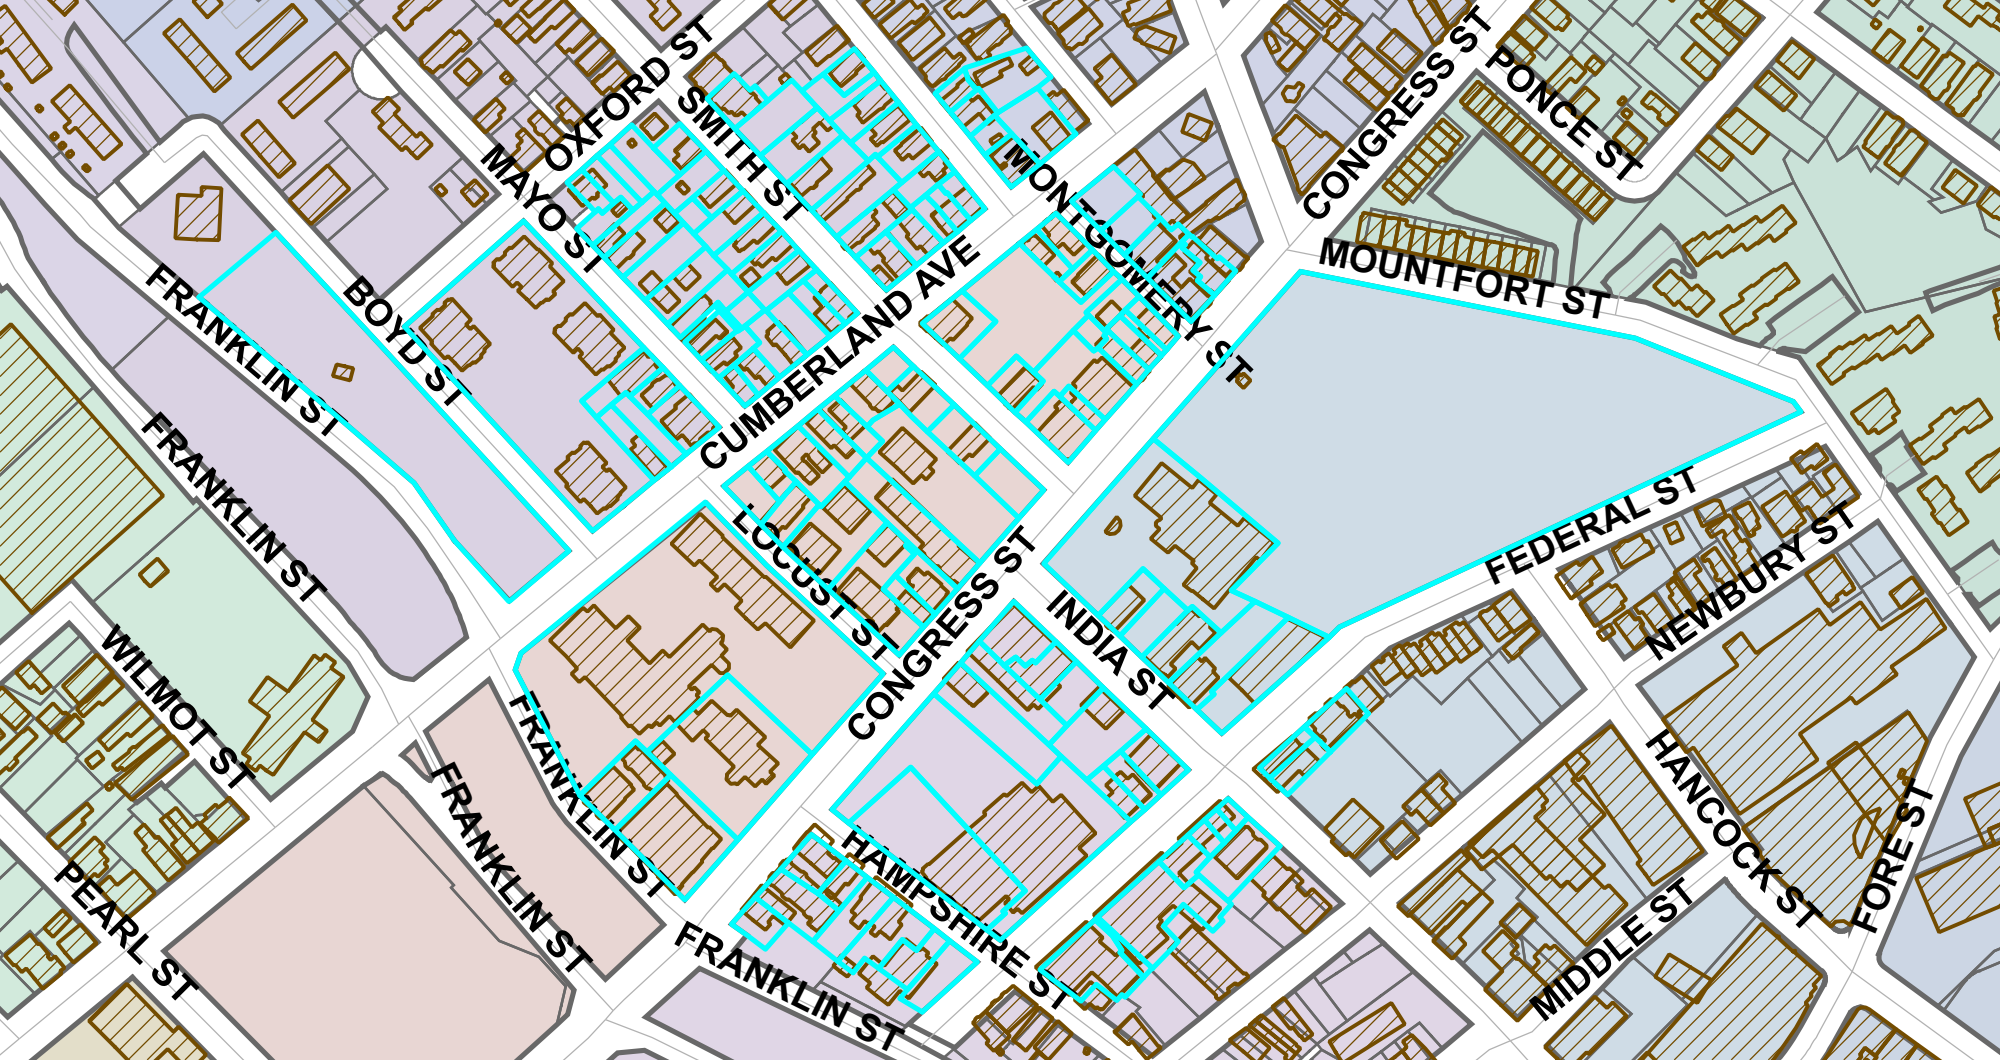 OXFORD ST
SMITH ST
CONGRESS ST
PONCE ST
MAYO ST
MONTGOMERY ST
MOUNTFORT ST
FRANKLIN ST
BOYD ST
CUMBERLAND AVE
FRANKLIN ST
LOCUST ST
CONGRESS ST
FEDERAL ST
NEWBURY ST
INDIA ST
WILMOT ST
FRANKLIN ST
FRANKLIN ST
HANCOCK ST
FORE ST
PEARL ST
HAMPSHIRE ST
FRANKLIN ST
MIDDLE ST